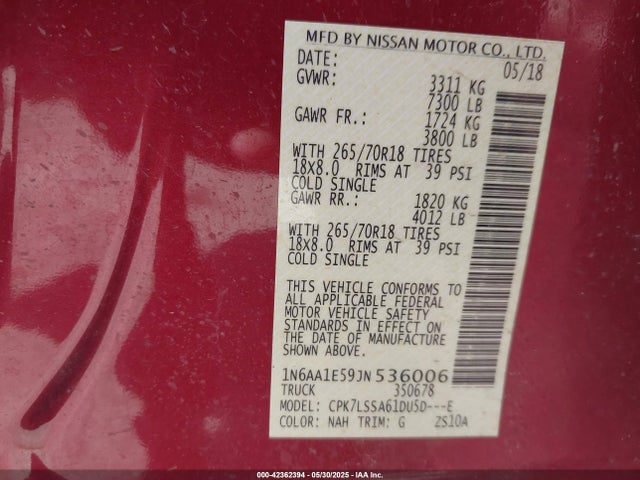 MFD BY NISSAN MOTOR CO., LTD.
DATE: 05/18
GVWR: 3311 KG
7300 LB
GAWR FR.: 1724 KG
3800 LB
WITH 265/70R18 TIRES
18X8.0 RIMS AT 39 PSI
COLD SINGLE
GAWR RR.: 1820 KG
4012 LB
WITH 265/70R18 TIRES
18X8.0 RIMS AT 39 PSI
COLD SINGLE
THIS VEHICLE CONFORMS TO
ALL APPLICABLE FEDERAL
MOTOR VEHICLE SAFETY
STANDARDS IN EFFECT ON
THE DATE OF MANUFACTURE
SHOWN ABOVE.
1N6AA1E59JN536006
TRUCK 350678
MODEL: CPK7LSSA61DU5D---E
COLOR: NAH TRIM: G ZS10A
000-42362394 — 05/30/2025 — IAA Inc.